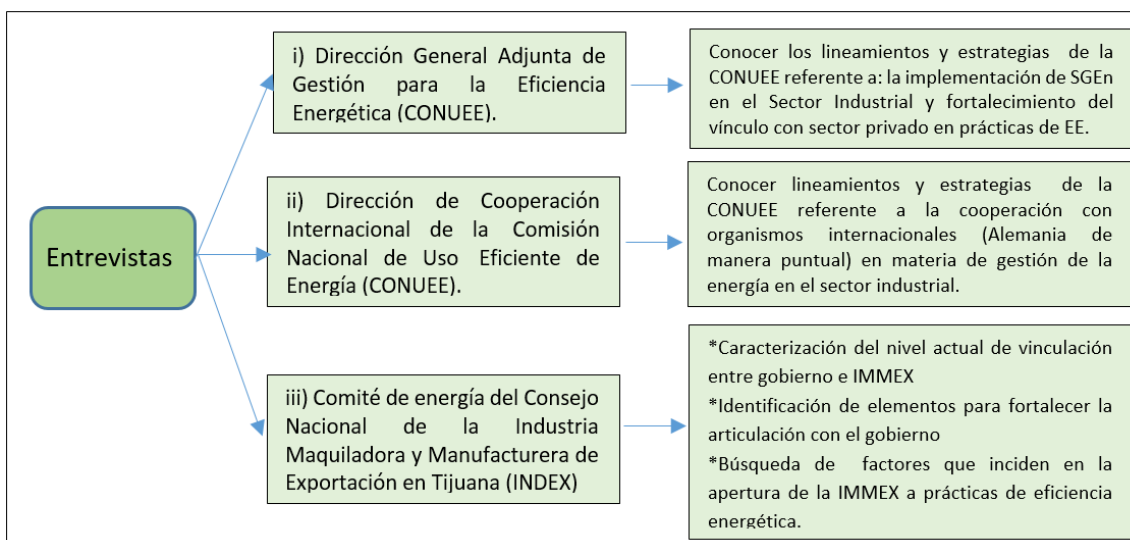 Entrevistas
i) Dirección General Adjunta de
Gestión para la Eficiencia
Energética (CONUEE).
Conocer los lineamientos y estrategias de la
CONUEE referente a: la implementación de SGEn
en el Sector Industrial y fortalecimiento del
vínculo con sector privado en prácticas de EE.
ii) Dirección de Cooperación
Internacional de la Comisión
Nacional de Uso Eficiente de
Energía (CONUEE).
Conocer lineamientos y estrategias de la
CONUEE referente a la cooperación con
organismos internacionales (Alemania de
manera puntual) en materia de gestión de la
energía en el sector industrial.
iii) Comité de energía del Consejo
Nacional de la Industria
Maquiladora y Manufacturera de
Exportación en Tijuana (INDEX)
*Caracterización del nivel actual de vinculación
entre gobierno e IMMEX
*Identificación de elementos para fortalecer la
articulación con el gobierno
*Búsqueda de factores que inciden en la
apertura de la IMMEX a prácticas de eficiencia
energética.